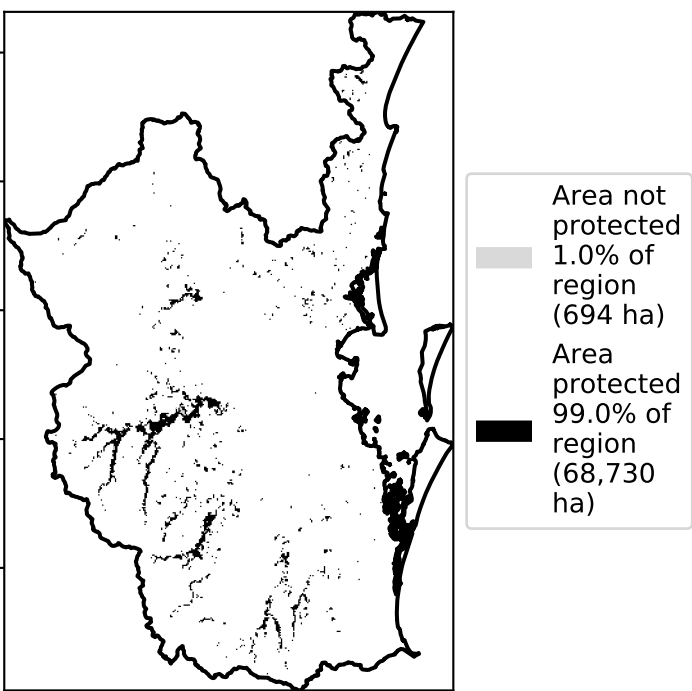 Area not
protected
1.0% of
region
(694 ha)
Area
protected
99.0% of
region
(68,730
ha)